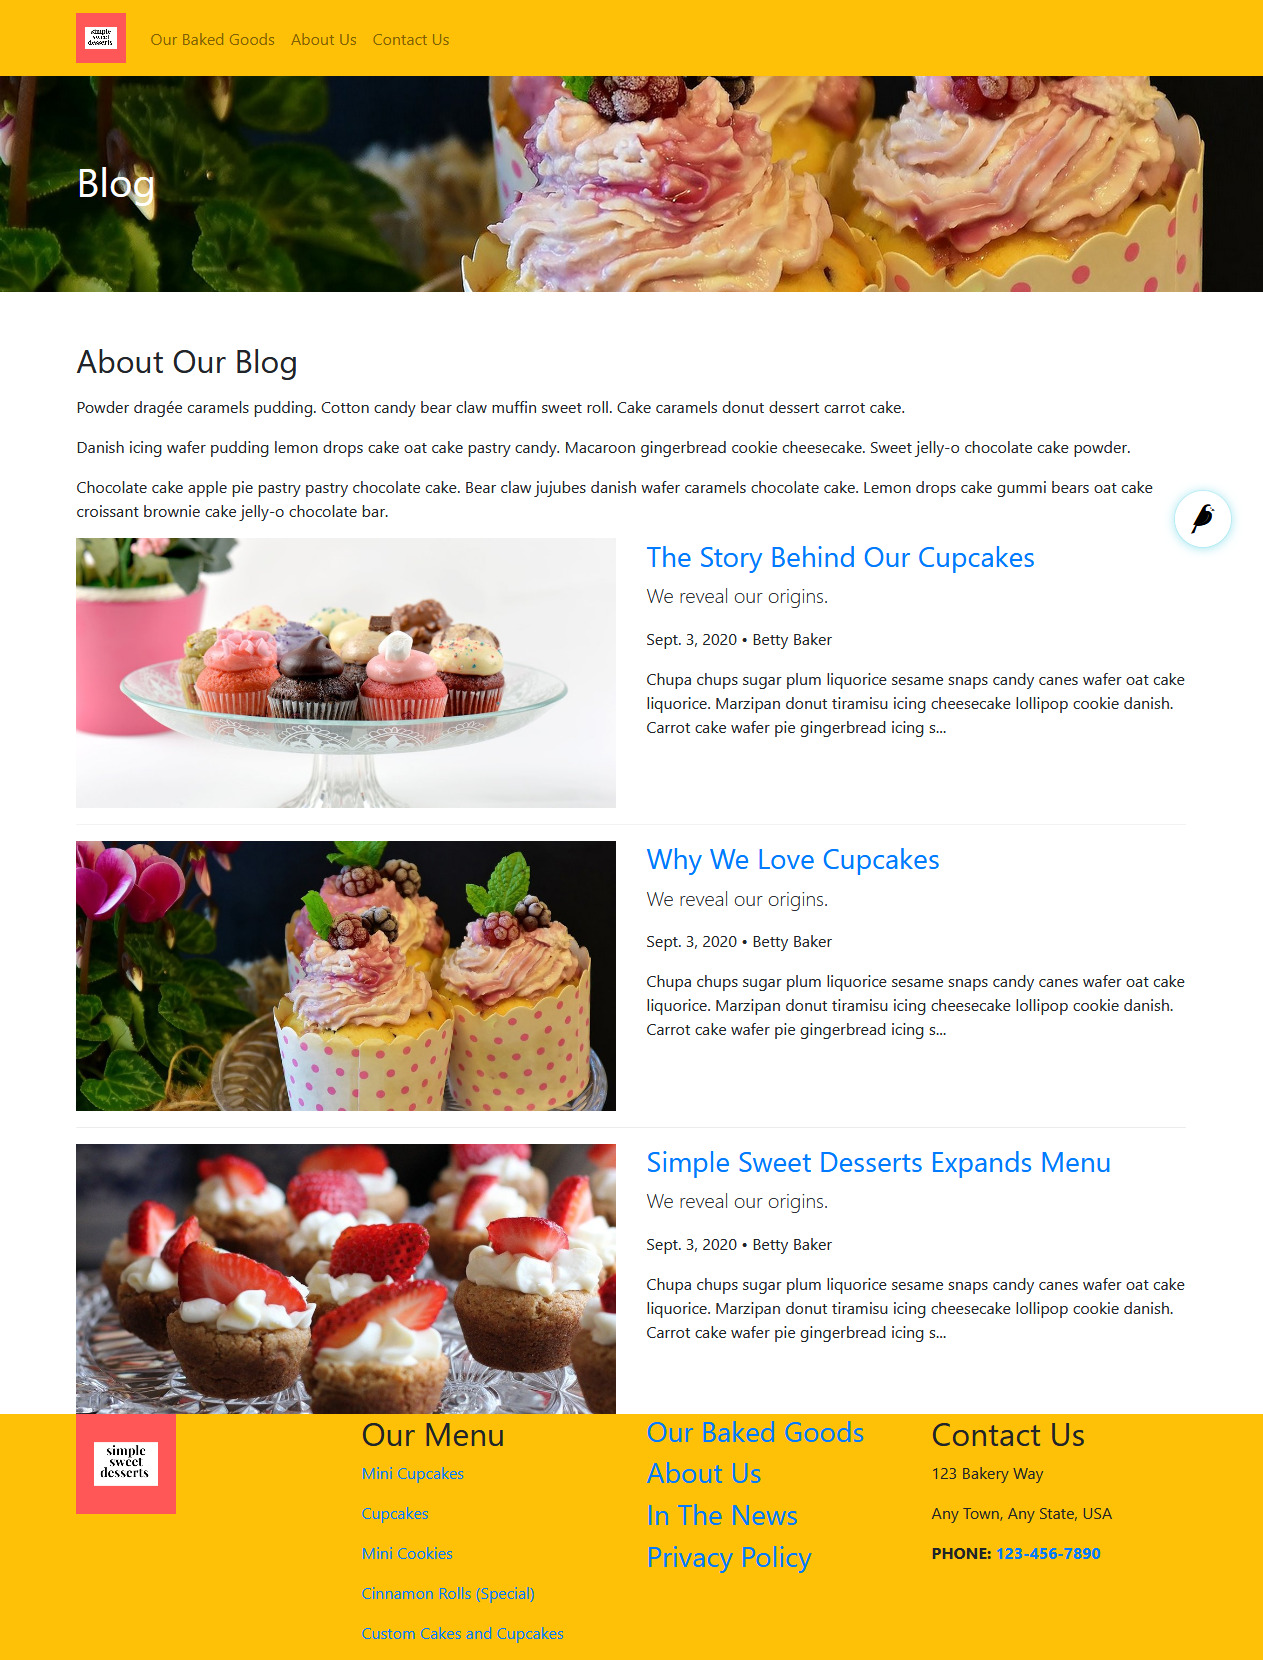 simple
sweet
desserts
Our Baked Goods About Us Contact Us
Blog
About Our Blog
Powder dragée caramels pudding. Cotton candy bear claw muffin sweet roll. Cake caramels donut dessert carrot cake.
Danish icing wafer pudding lemon drops cake oat cake pastry candy. Macaroon gingerbread cookie cheesecake. Sweet jelly-o chocolate cake powder.
Chocolate cake apple pie pastry pastry chocolate cake. Bear claw jujubes danish wafer caramels chocolate cake. Lemon drops cake gummi bears oat cake
croissant brownie cake jelly-o chocolate bar.
The Story Behind Our Cupcakes
We reveal our origins.
Sept. 3, 2020 • Betty Baker
Chupa chups sugar plum liquorice sesame snaps candy canes wafer oat cake
liquorice. Marzipan donut tiramisu icing cheesecake lollipop cookie danish.
Carrot cake wafer pie gingerbread icing s...
Why We Love Cupcakes
We reveal our origins.
Sept. 3, 2020 • Betty Baker
Chupa chups sugar plum liquorice sesame snaps candy canes wafer oat cake
liquorice. Marzipan donut tiramisu icing cheesecake lollipop cookie danish.
Carrot cake wafer pie gingerbread icing s...
Simple Sweet Desserts Expands Menu
We reveal our origins.
Sept. 3, 2020 • Betty Baker
Chupa chups sugar plum liquorice sesame snaps candy canes wafer oat cake
liquorice. Marzipan donut tiramisu icing cheesecake lollipop cookie danish.
Carrot cake wafer pie gingerbread icing s...
simple
sweet
desserts
Our Menu
Mini Cupcakes
Cupcakes
Mini Cookies
Cinnamon Rolls (Special)
Custom Cakes and Cupcakes
Our Baked Goods
About Us
In The News
Privacy Policy
Contact Us
123 Bakery Way
Any Town, Any State, USA
PHONE: 123-456-7890